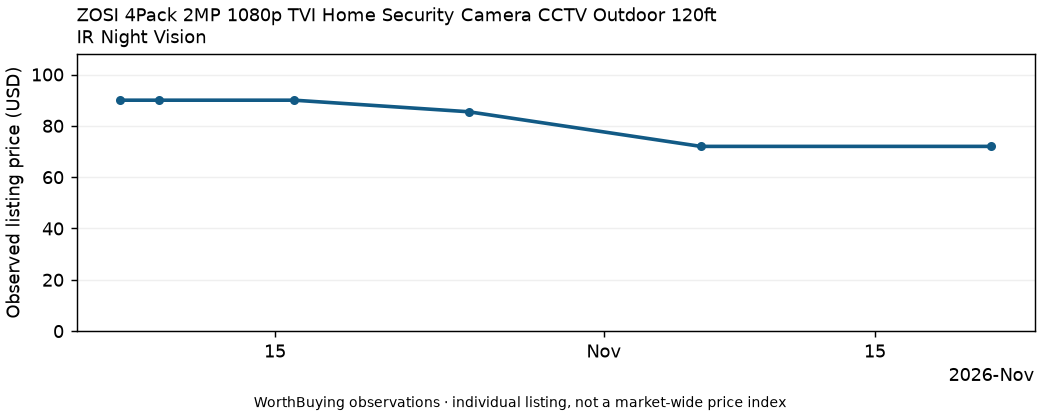 ZOSI 4Pack 2MP 1080p TVI Home Security Camera CCTV Outdoor 120ft
IR Night Vision
Observed listing price (USD)
100
80
60
40
20
0
15
Nov
15
2026-Nov
WorthBuying observations · individual listing, not a market-wide price index